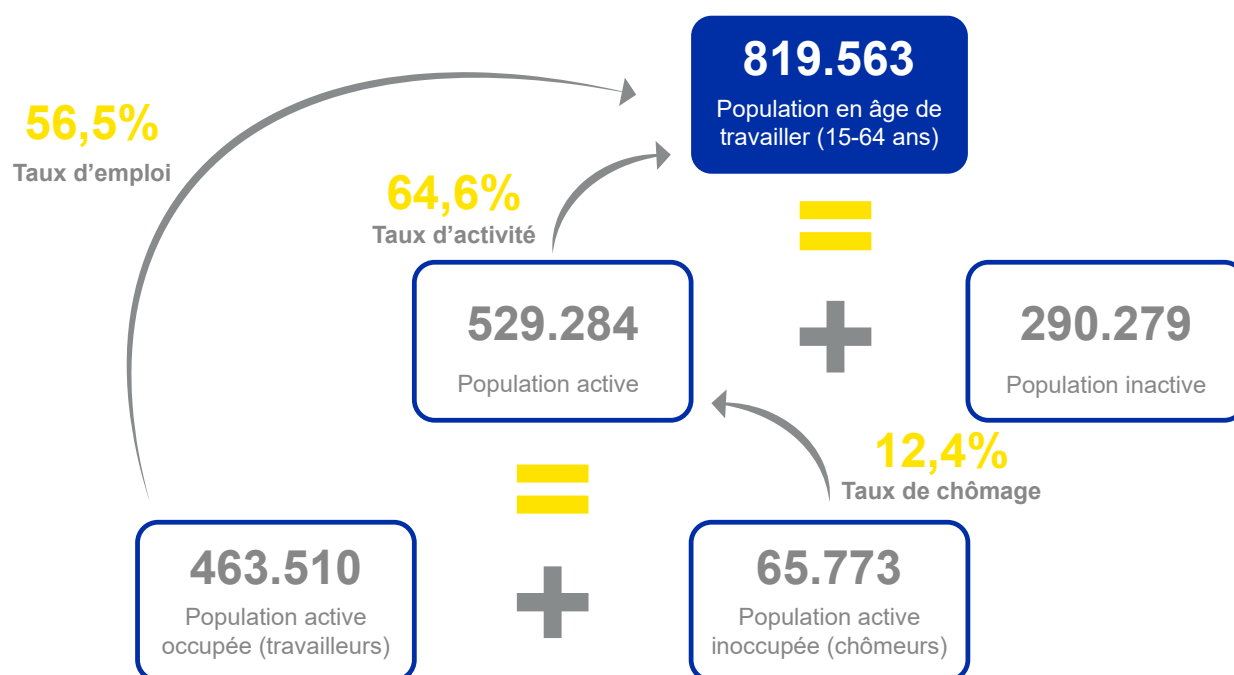 819.563
Population en âge de
travailler (15-64 ans)
56,5%
Taux d’emploi
64,6%
Taux d’activité
=
529.284
Population active
+
290.279
Population inactive
12,4%
Taux de chômage
=
463.510
Population active
occupée (travailleurs)
+
65.773
Population active
inoccupée (chômeurs)